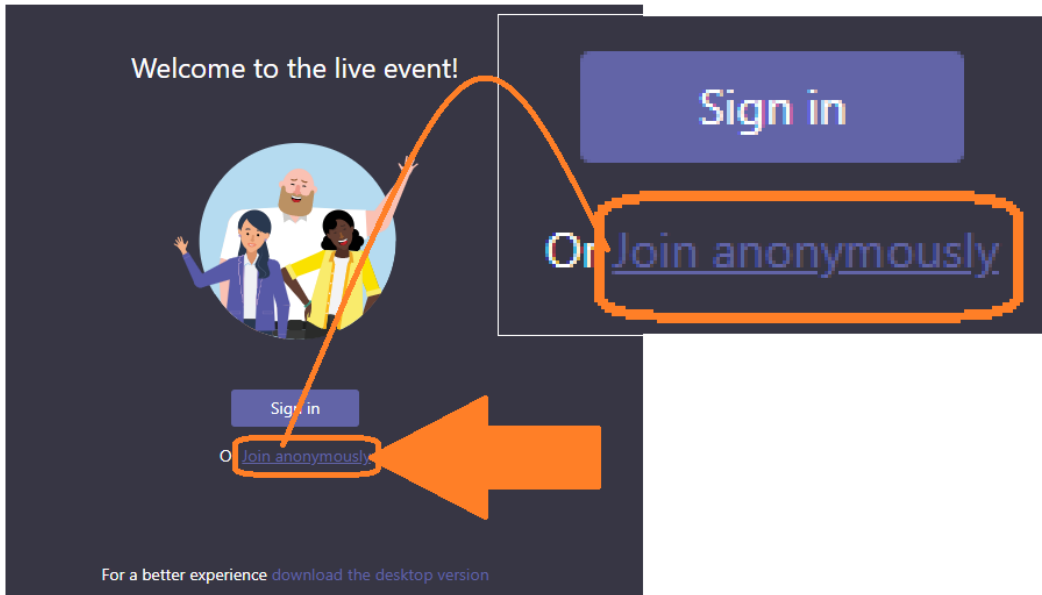 Welcome to the live event!
Sign in
Or Join anonymously
Sign in
O Join anonymously
For a better experience download the desktop version